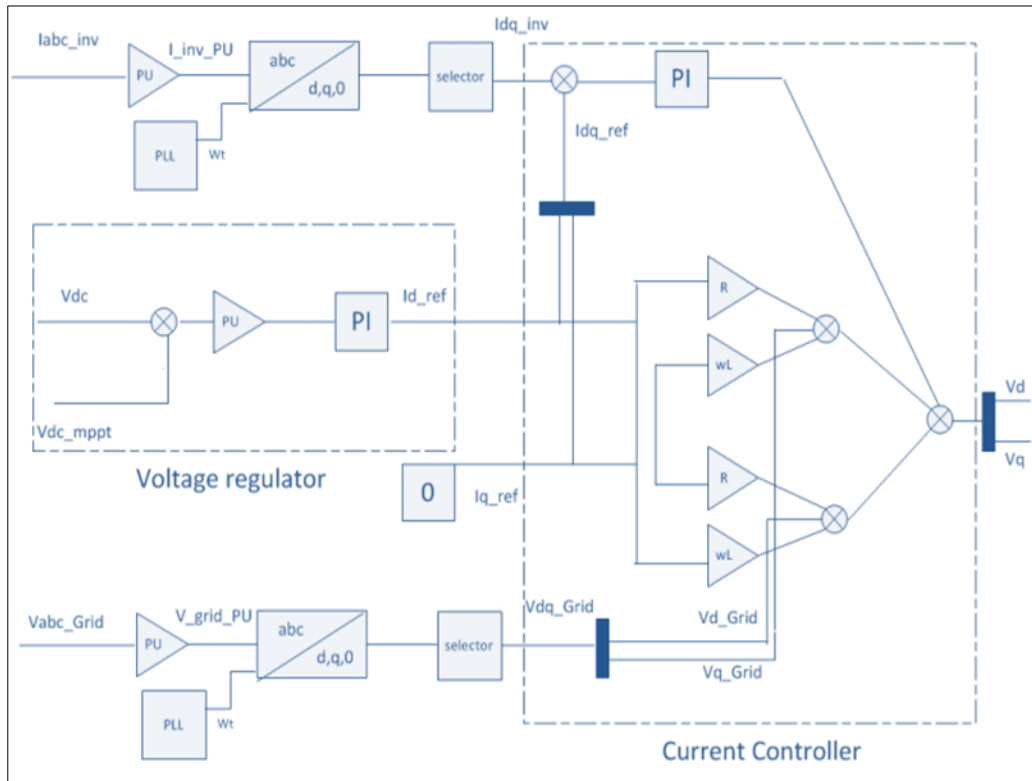 Iabc_inv
I_inv_PU
PU
abc
d,q,0
PLL
Wt
selector
Idq_inv
PI
Idq_ref
Vdc
PU
PI
Id_ref
Vdc_mppt
Voltage regulator
0
Iq_ref
R
wL
R
wL
Vd
Vq
Vabc_Grid
V_grid_PU
PU
abc
d,q,0
PLL
Wt
selector
Vdq_Grid
Vd_Grid
Vq_Grid
Current Controller